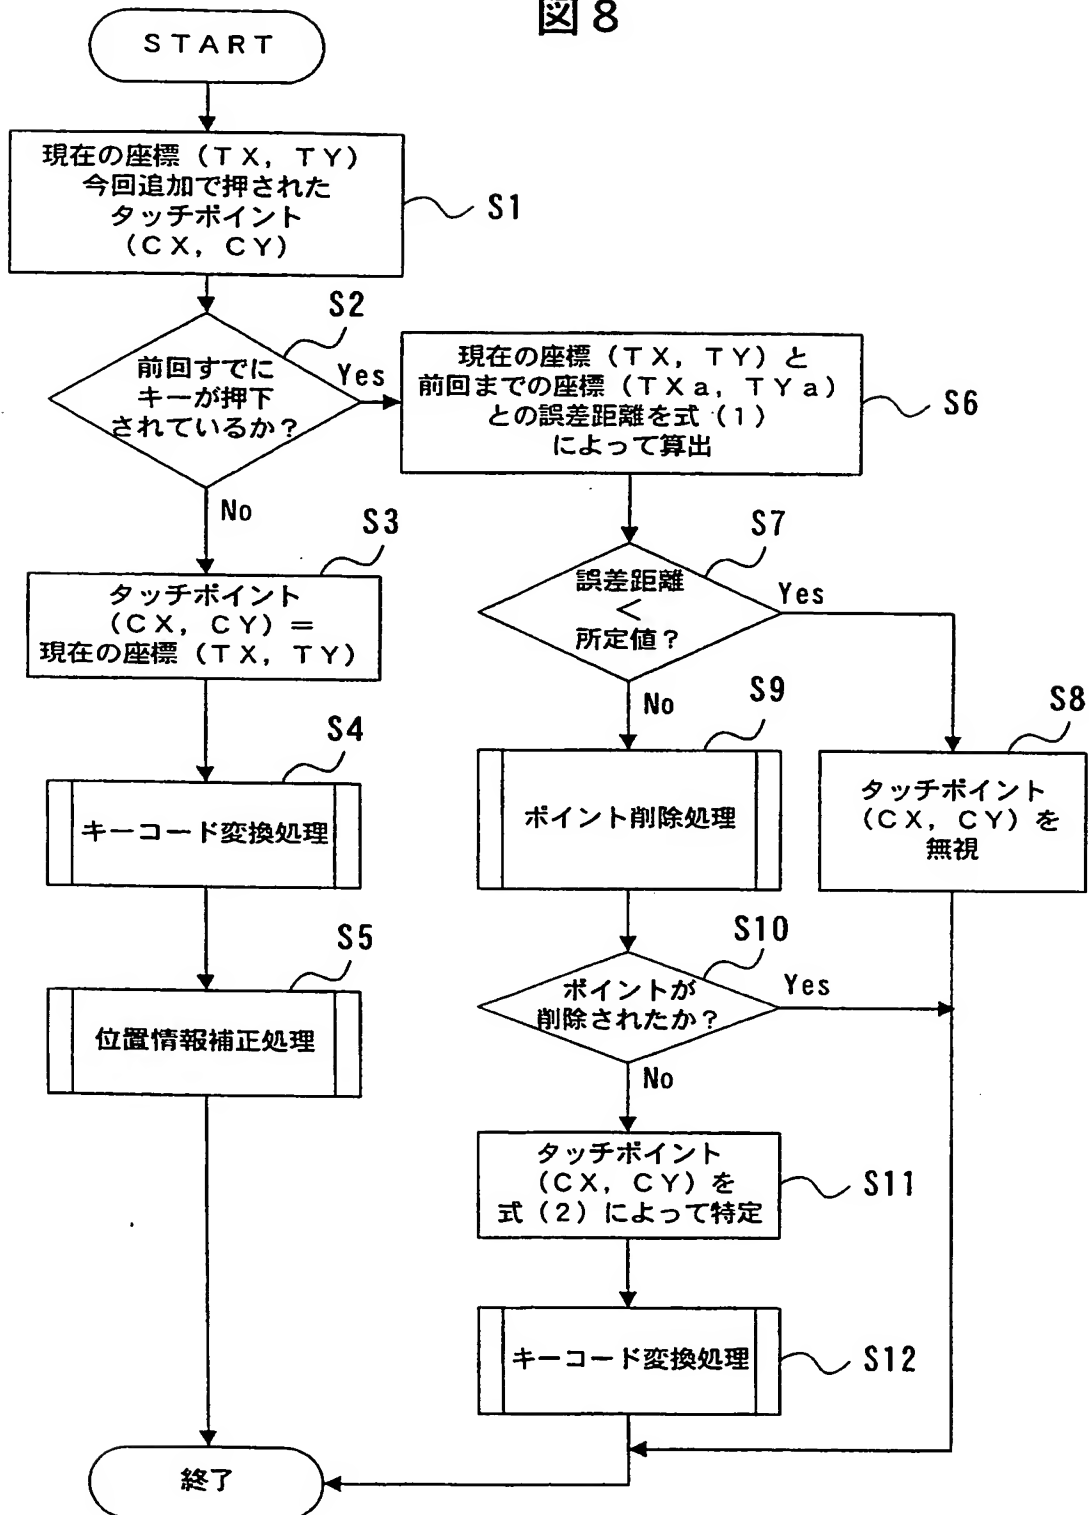 図8
START
現在の座標（TX，TY）
今回追加で押された
タッチポイント
（CX，CY）
S1
S2
前回すでに
キーが押下
されているか？
Yes
No
現在の座標（TX，TY）と
前回までの座標（TXa，TYa）
との誤差距離を式（1）
によって算出
S6
S3
タッチポイント
（CX，CY）＝
現在の座標（TX，TY）
S7
誤差距離
＜
所定値？
Yes
No
S4
キーコード変換処理
S9
ポイント削除処理
S8
タッチポイント
（CX，CY）を
無視
S5
位置情報補正処理
S10
ポイントが
削除されたか？
Yes
No
タッチポイント
（CX，CY）を
式（2）によって特定
S11
キーコード変換処理
S12
終了